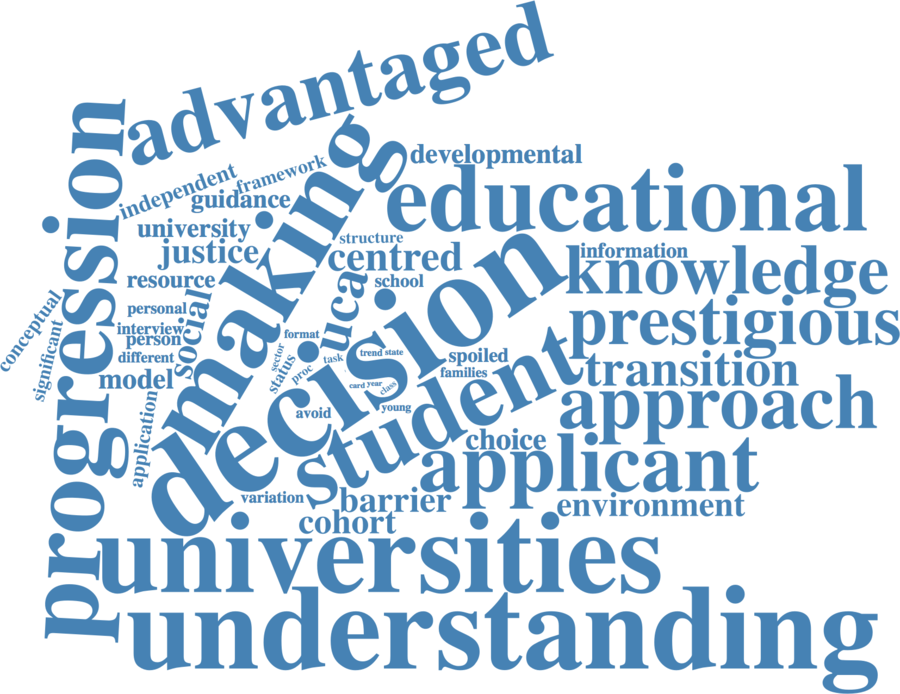 advantaged
progression
making
developmental
independent
framework
guidance
educational
university
justice
structure
centred
information
knowledge
resource
school
conceptual
significant
personal
social
uca
prestigious
interview
person
different
model
format
sector
status
proc
task
trend
state
spoiled
families
transition
decision
card
year
class
young
avoid
student
approach
application
choice
applicant
variation
barrier
environment
cohort
universities
understanding